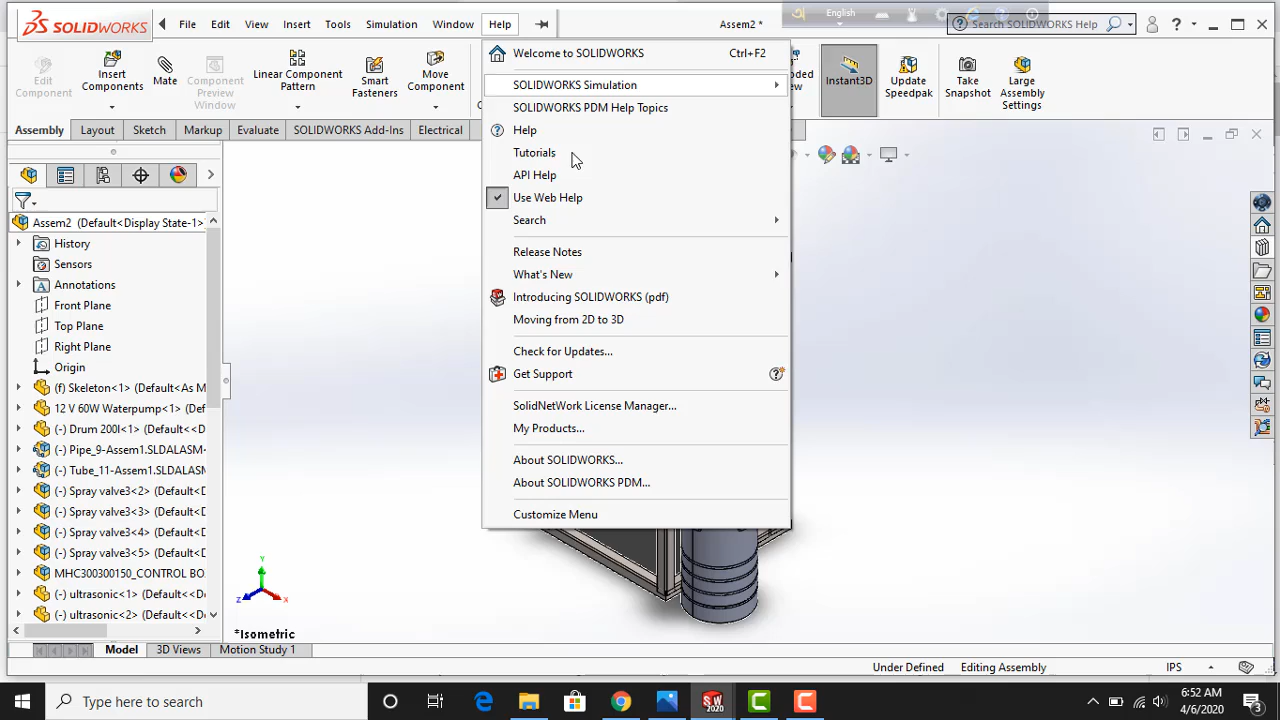 SOLIDWORKS
File Edit View Insert Tools Simulation Window Help
Assem2 *
English
Search SOLIDWORKS Help
Edit Component
Insert Components
Mate
Component Preview Window
Linear Component Pattern
Smart Fasteners
Move Component
Instant3D
Update Speedpak
Take Snapshot
Large Assembly Settings
Assembly Layout Sketch Markup Evaluate SOLIDWORKS Add-Ins Electrical
Welcome to SOLIDWORKS Ctrl+F2
SOLIDWORKS Simulation
SOLIDWORKS PDM Help Topics
Help
Tutorials
API Help
Use Web Help
Search
Release Notes
What's New
Introducing SOLIDWORKS (pdf)
Moving from 2D to 3D
Check for Updates...
Get Support
SolidNetWork License Manager...
My Products...
About SOLIDWORKS...
About SOLIDWORKS PDM...
Customize Menu
Assem2 (Default<Display State-1>
History
Sensors
Annotations
Front Plane
Top Plane
Right Plane
Origin
(f) Skeleton<1> (Default<As M
12 V 60W Waterpump<1> (Def
(-) Drum 200l<1> (Default<<D
(-) Pipe_9-Assem1.SLDALASM-
(-) Tube_11-Assem1.SLDALASM
(-) Spray valve3<2> (Default<D
(-) Spray valve3<3> (Default<D
(-) Spray valve3<4> (Default<D
(-) Spray valve3<5> (Default<D
MHC300300150_CONTROL BO
(-) ultrasonic<1> (Default<<D
(-) ultrasonic<2> (Default<<D
Y
Z
X
*Isometric
Model 3D Views Motion Study 1
Under Defined Editing Assembly IPS
Type here to search
SW
2020
6:52 AM
4/6/2020
3